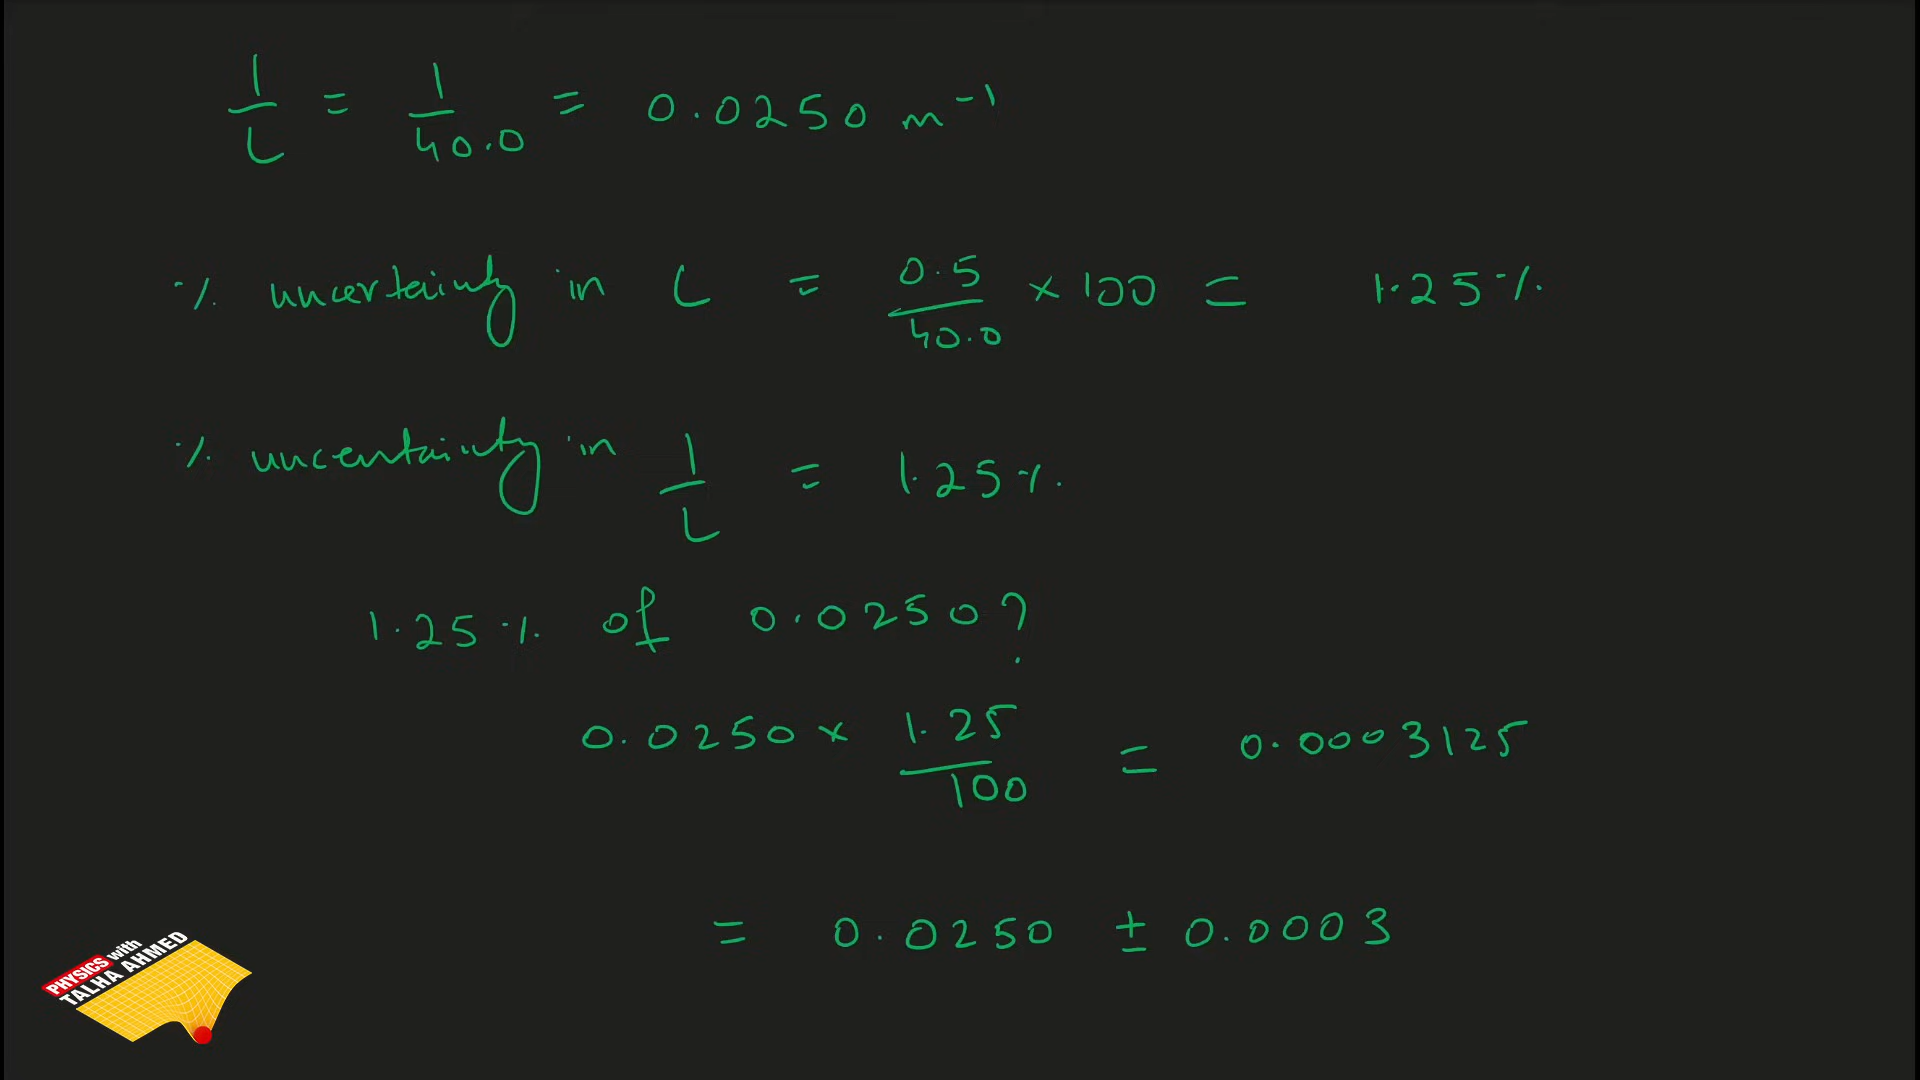 1/L = 1/40.0 = 0.0250 m⁻¹
% uncertainty in L = 0.5/40.0 × 100 = 1.25%
% uncertainty in 1/L = 1.25%
1.25% of 0.0250?
0.0250 × 1.25/100 = 0.0003125
= 0.0250 ± 0.0003
PHYSICS with
TALHA AHMED